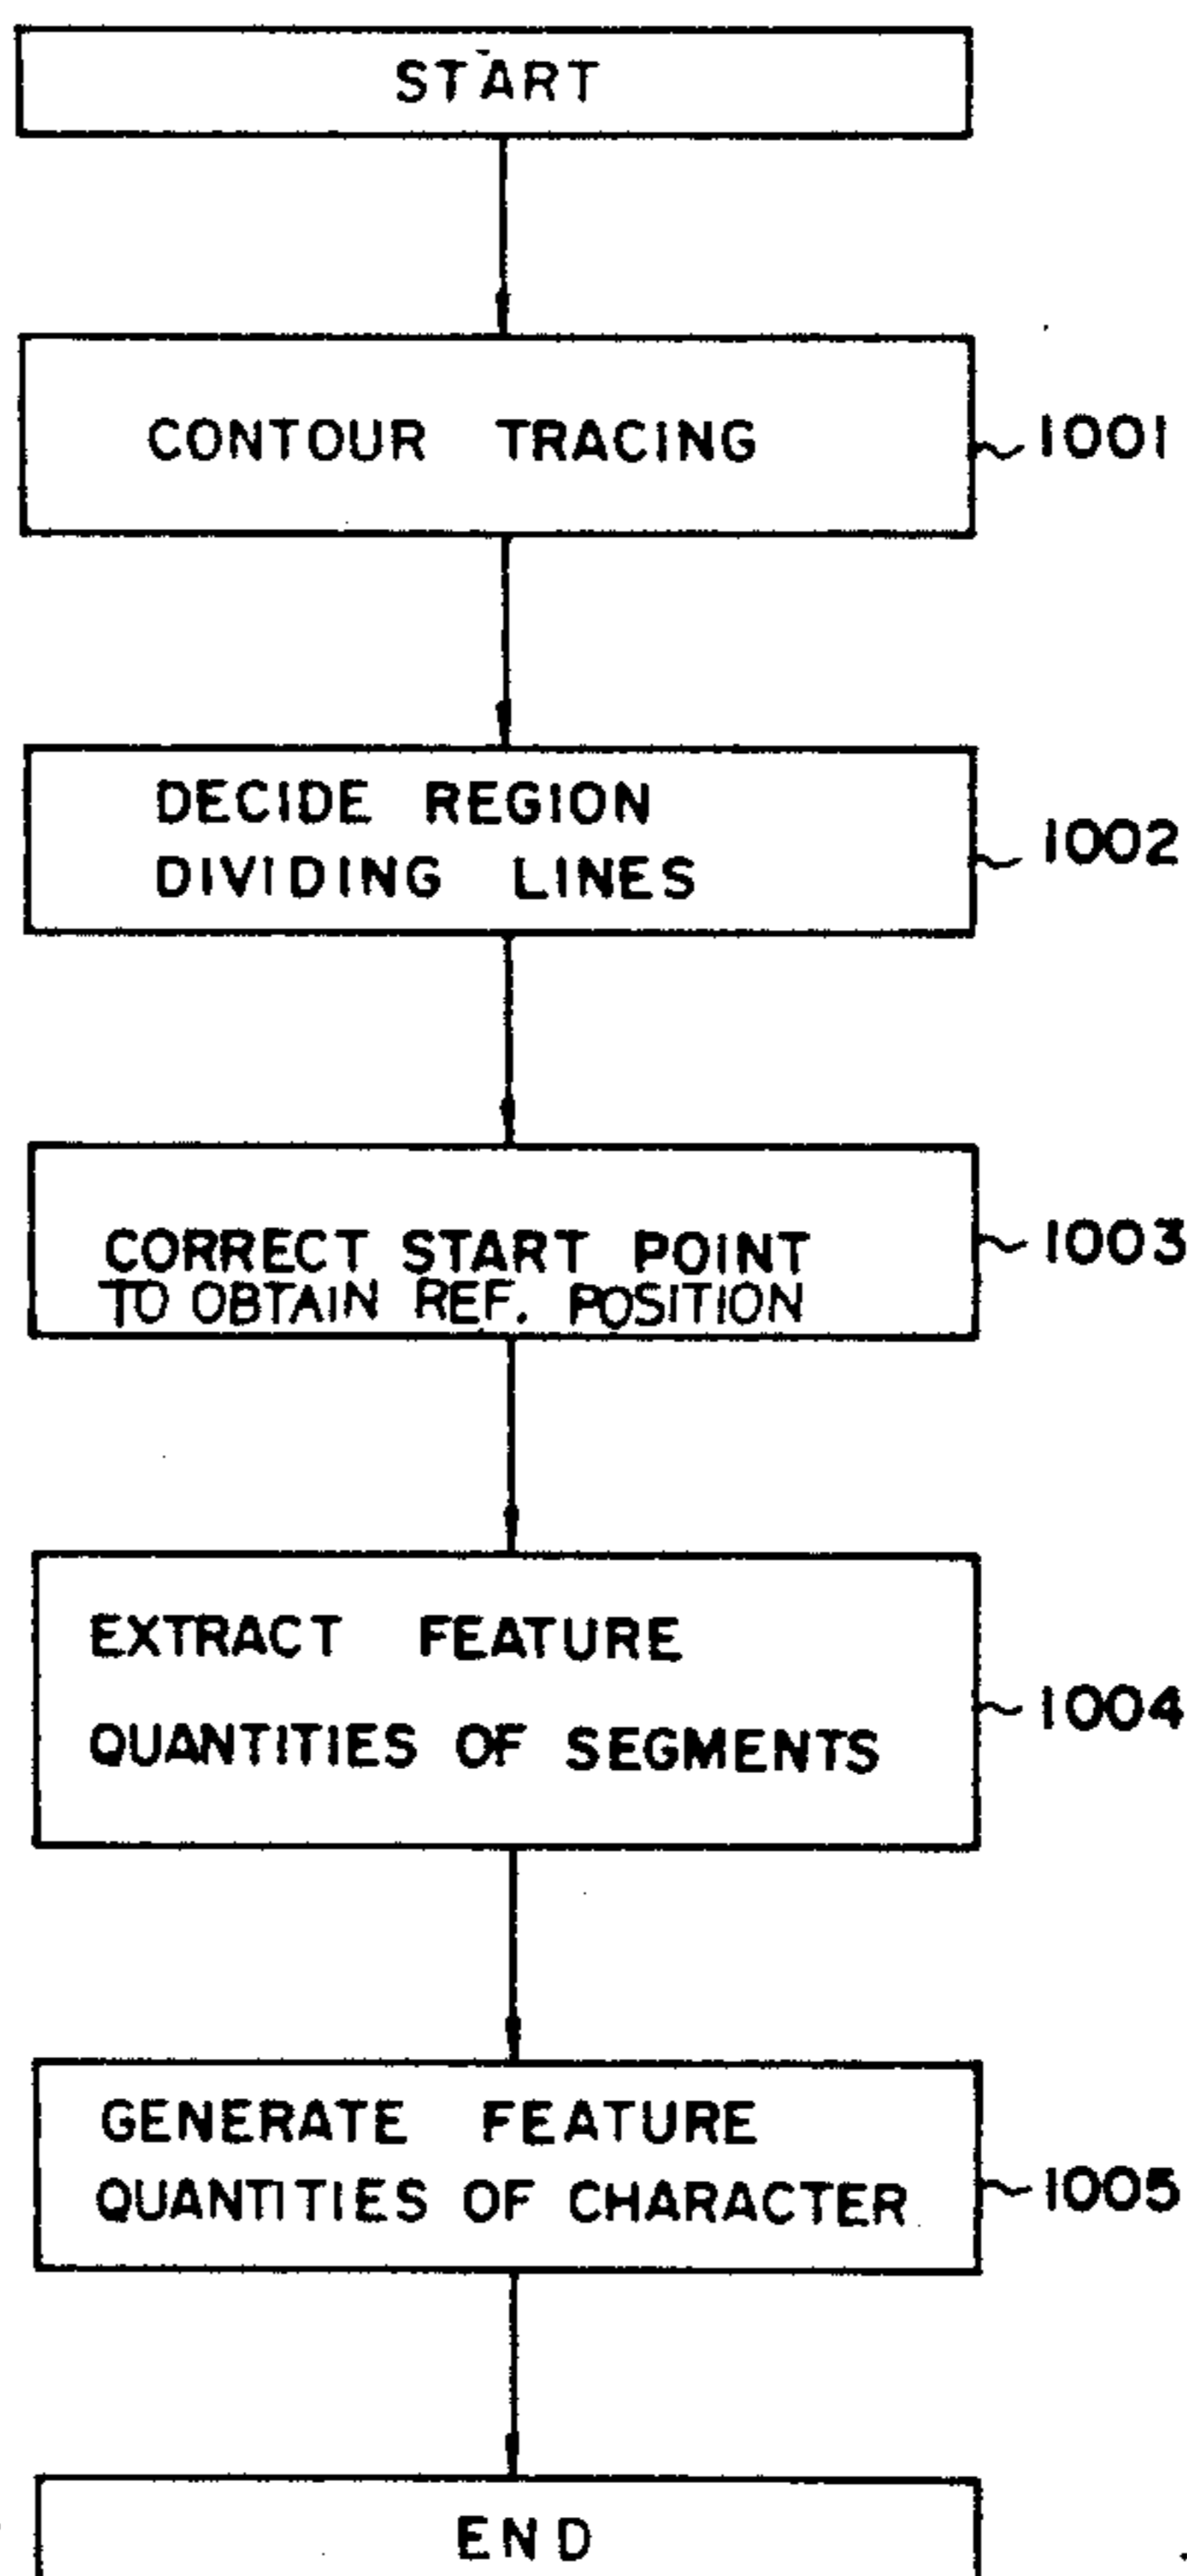 START
CONTOUR TRACING
1001
DECIDE REGION
DIVIDING LINES
1002
CORRECT START POINT
TO OBTAIN REF. POSITION
1003
EXTRACT FEATURE
QUANTITIES OF SEGMENTS
1004
GENERATE FEATURE
QUANTITIES OF CHARACTER
1005
END